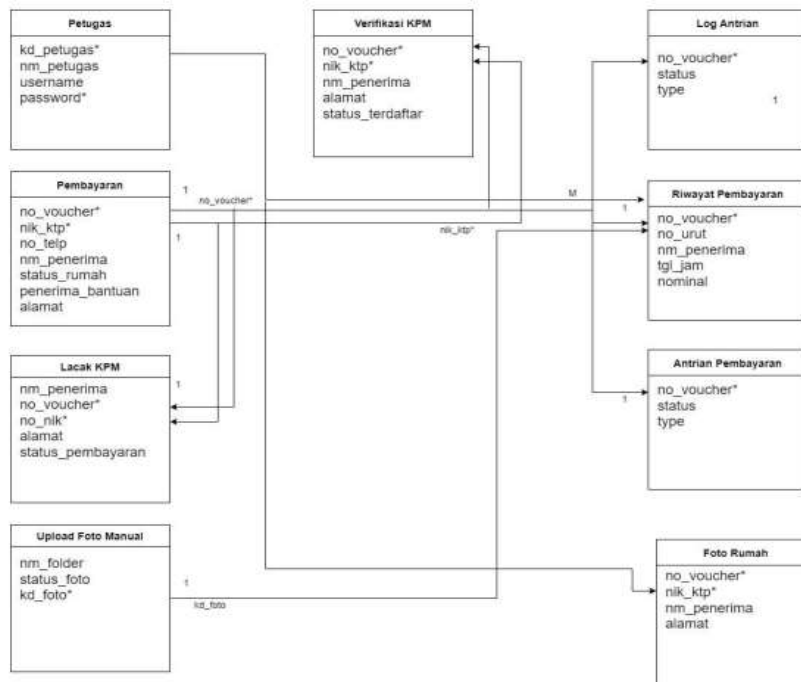 Petugas
kd_petugas*
nm_petugas
username
password*
Verifikasi KPM
no_voucher*
nik_ktp*
nm_penerima
alamat
status_terdaftar
Log Antrian
no_voucher*
status
type
1
Pembayaran
no_voucher*
nik_ktp*
no_telp
nm_penerima
status_rumah
penerima_bantuan
alamat
1
no_voucher*
1
nik_ktp*
M
1
Riwayat Pembayaran
no_voucher*
no_urut
nm_penerima
tgl_jam
nominal
Lacak KPM
nm_penerima
no_voucher*
no_nik*
alamat
status_pembayaran
1
Antrian Pembayaran
no_voucher*
status
type
1
Upload Foto Manual
nm_folder
status_foto
kd_foto*
1
kd_foto
Foto Rumah
no_voucher*
nik_ktp*
nm_penerima
alamat